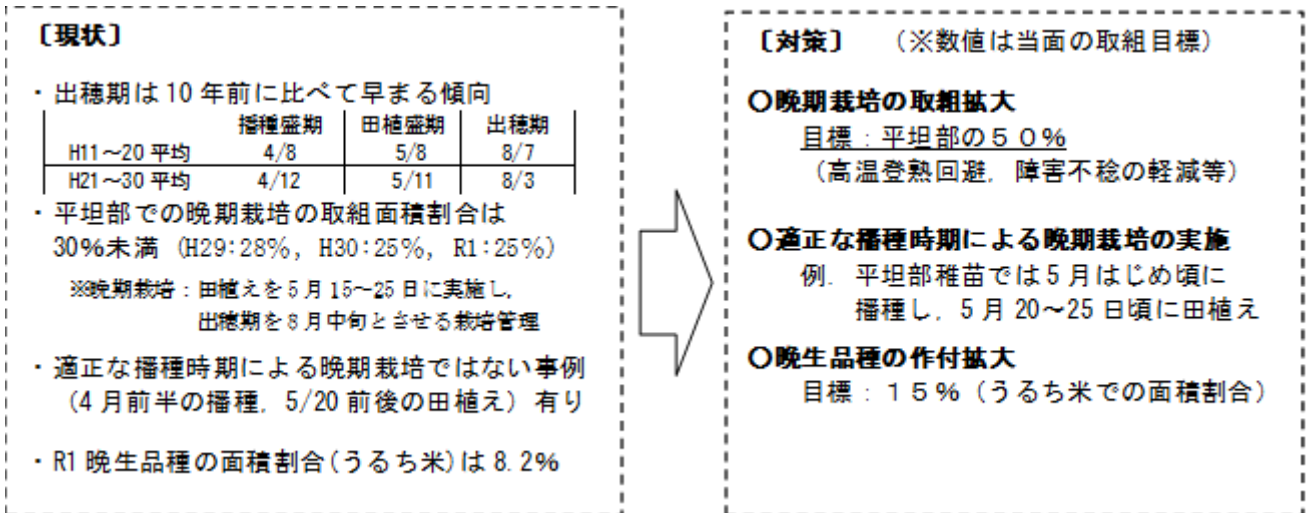 〔現状〕
・出穂期は10年前に比べて早まる傾向
播種盛期 田植盛期 出穂期
H11～20平均 4/8 5/8 8/7
H21～30平均 4/12 5/11 8/3
・平坦部での晩期栽培の取組面積割合は
30%未満（H29:28%, H30:25%, R1:25%）
※晩期栽培：田植えを5月15～25日に実施し,
出穂期を8月中旬とさせる栽培管理
・適正な播種時期による晩期栽培ではない事例
（4月前半の播種, 5/20前後の田植え）有り
・R1晩生品種の面積割合(うるち米)は8.2%
〔対策〕 （※数値は当面の取組目標）
〇晩期栽培の取組拡大
目標：平坦部の５０％
（高温登熟回避, 障害不稔の軽減等）
〇適正な播種時期による晩期栽培の実施
例. 平坦部稚苗では5月はじめ頃に
播種し, 5月20～25日頃に田植え
〇晩生品種の作付拡大
目標：１５％（うるち米での面積割合）